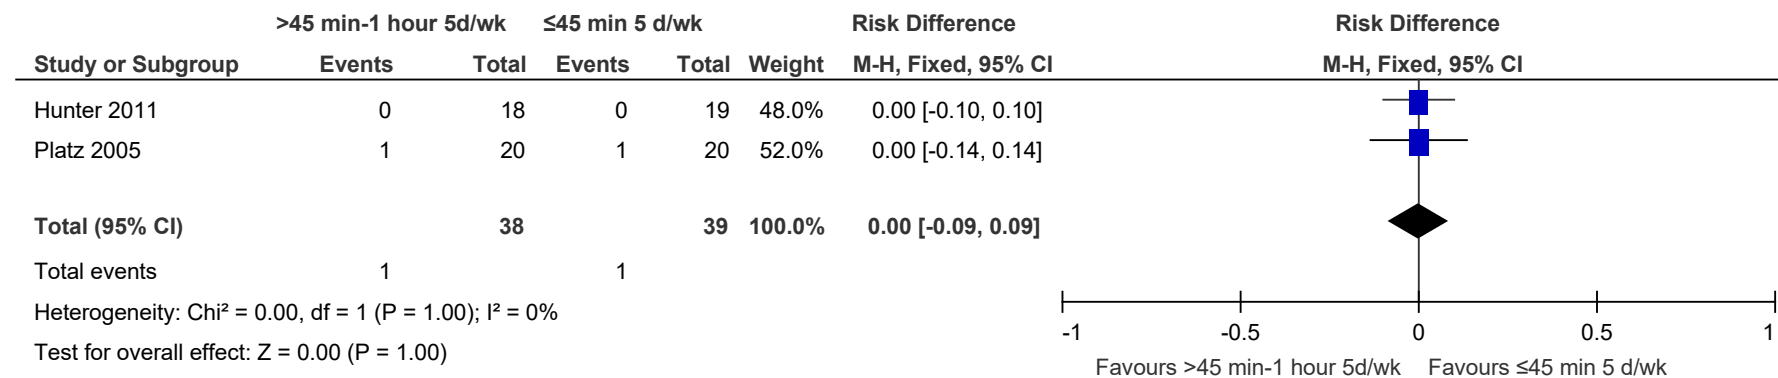 >45 min-1 hour 5d/wk ≤45 min 5 d/wk Risk Difference Risk Difference
Study or Subgroup Events Total Events Total Weight M-H, Fixed, 95% CI M-H, Fixed, 95% CI
Hunter 2011 0 18 0 19 48.0% 0.00 [-0.10, 0.10]
Platz 2005 1 20 1 20 52.0% 0.00 [-0.14, 0.14]
Total (95% CI) 38 39 100.0% 0.00 [-0.09, 0.09]
Total events 1 1
Heterogeneity: Chi² = 0.00, df = 1 (P = 1.00); I² = 0%
Test for overall effect: Z = 0.00 (P = 1.00)
-1 -0.5 0 0.5 1
Favours >45 min-1 hour 5d/wk Favours ≤45 min 5 d/wk